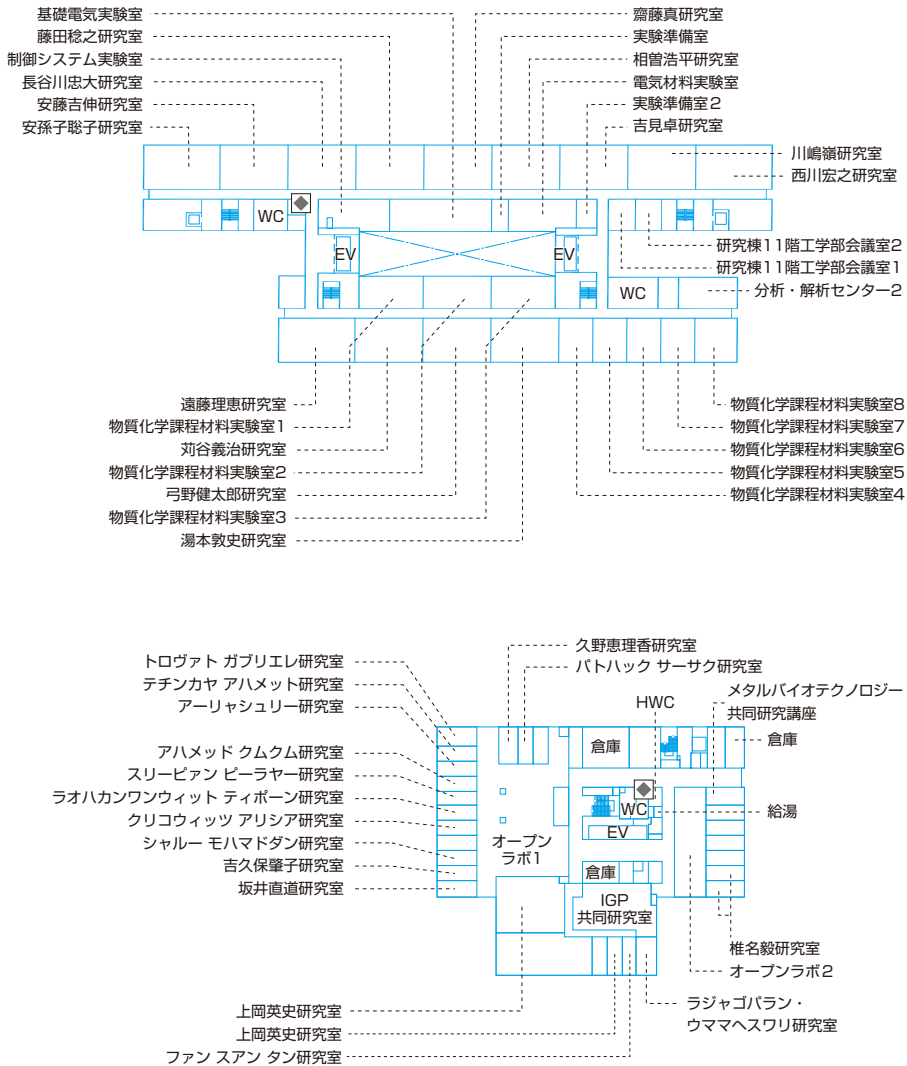 基礎電気実験室
藤田稔之研究室
制御システム実験室
長谷川忠大研究室
安藤吉伸研究室
安孫子聡子研究室
齋藤真研究室
実験準備室
相曽浩平研究室
電気材料実験室
実験準備室2
吉見卓研究室
川嶋嶺研究室
西川宏之研究室
WC
EV
EV
研究棟11階工学部会議室2
研究棟11階工学部会議室1
WC
分析・解析センター2
遠藤理恵研究室
物質化学課程材料実験室1
苅谷義治研究室
物質化学課程材料実験室2
弓野健太郎研究室
物質化学課程材料実験室3
湯本敦史研究室
物質化学課程材料実験室8
物質化学課程材料実験室7
物質化学課程材料実験室6
物質化学課程材料実験室5
物質化学課程材料実験室4
久野恵理香研究室
パトハック サーサク研究室
トロヴァト ガブリエレ研究室
テチンカヤ アハメット研究室
アーリャシュリー研究室
アハメッド クムクム研究室
スリーピァン ピーラヤー研究室
ラオハカンワンウィット ティポーン研究室
クリコウィッツ アリシア研究室
シャルー モハマドダン研究室
吉久保肇子研究室
坂井直道研究室
HWC
メタルバイオテクノロジー
共同研究講座
倉庫
倉庫
WC
給湯
EV
オープン
ラボ1
倉庫
IGP
共同研究室
椎名毅研究室
オープンラボ2
ラジャゴパラン・
ウママヘスワリ研究室
上岡英史研究室
上岡英史研究室
ファン スアン タン研究室